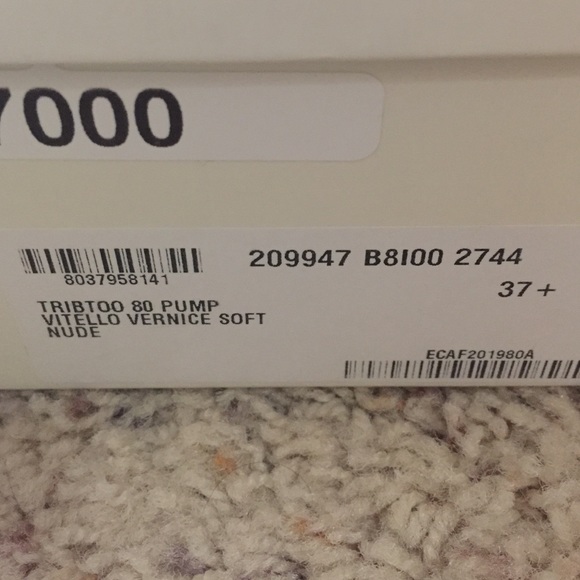 7000
209947 B8I00 2744
37+
8037958141
TRIBTOO 80 PUMP
VITELLO VERNICE SOFT
NUDE
ECAF201980A